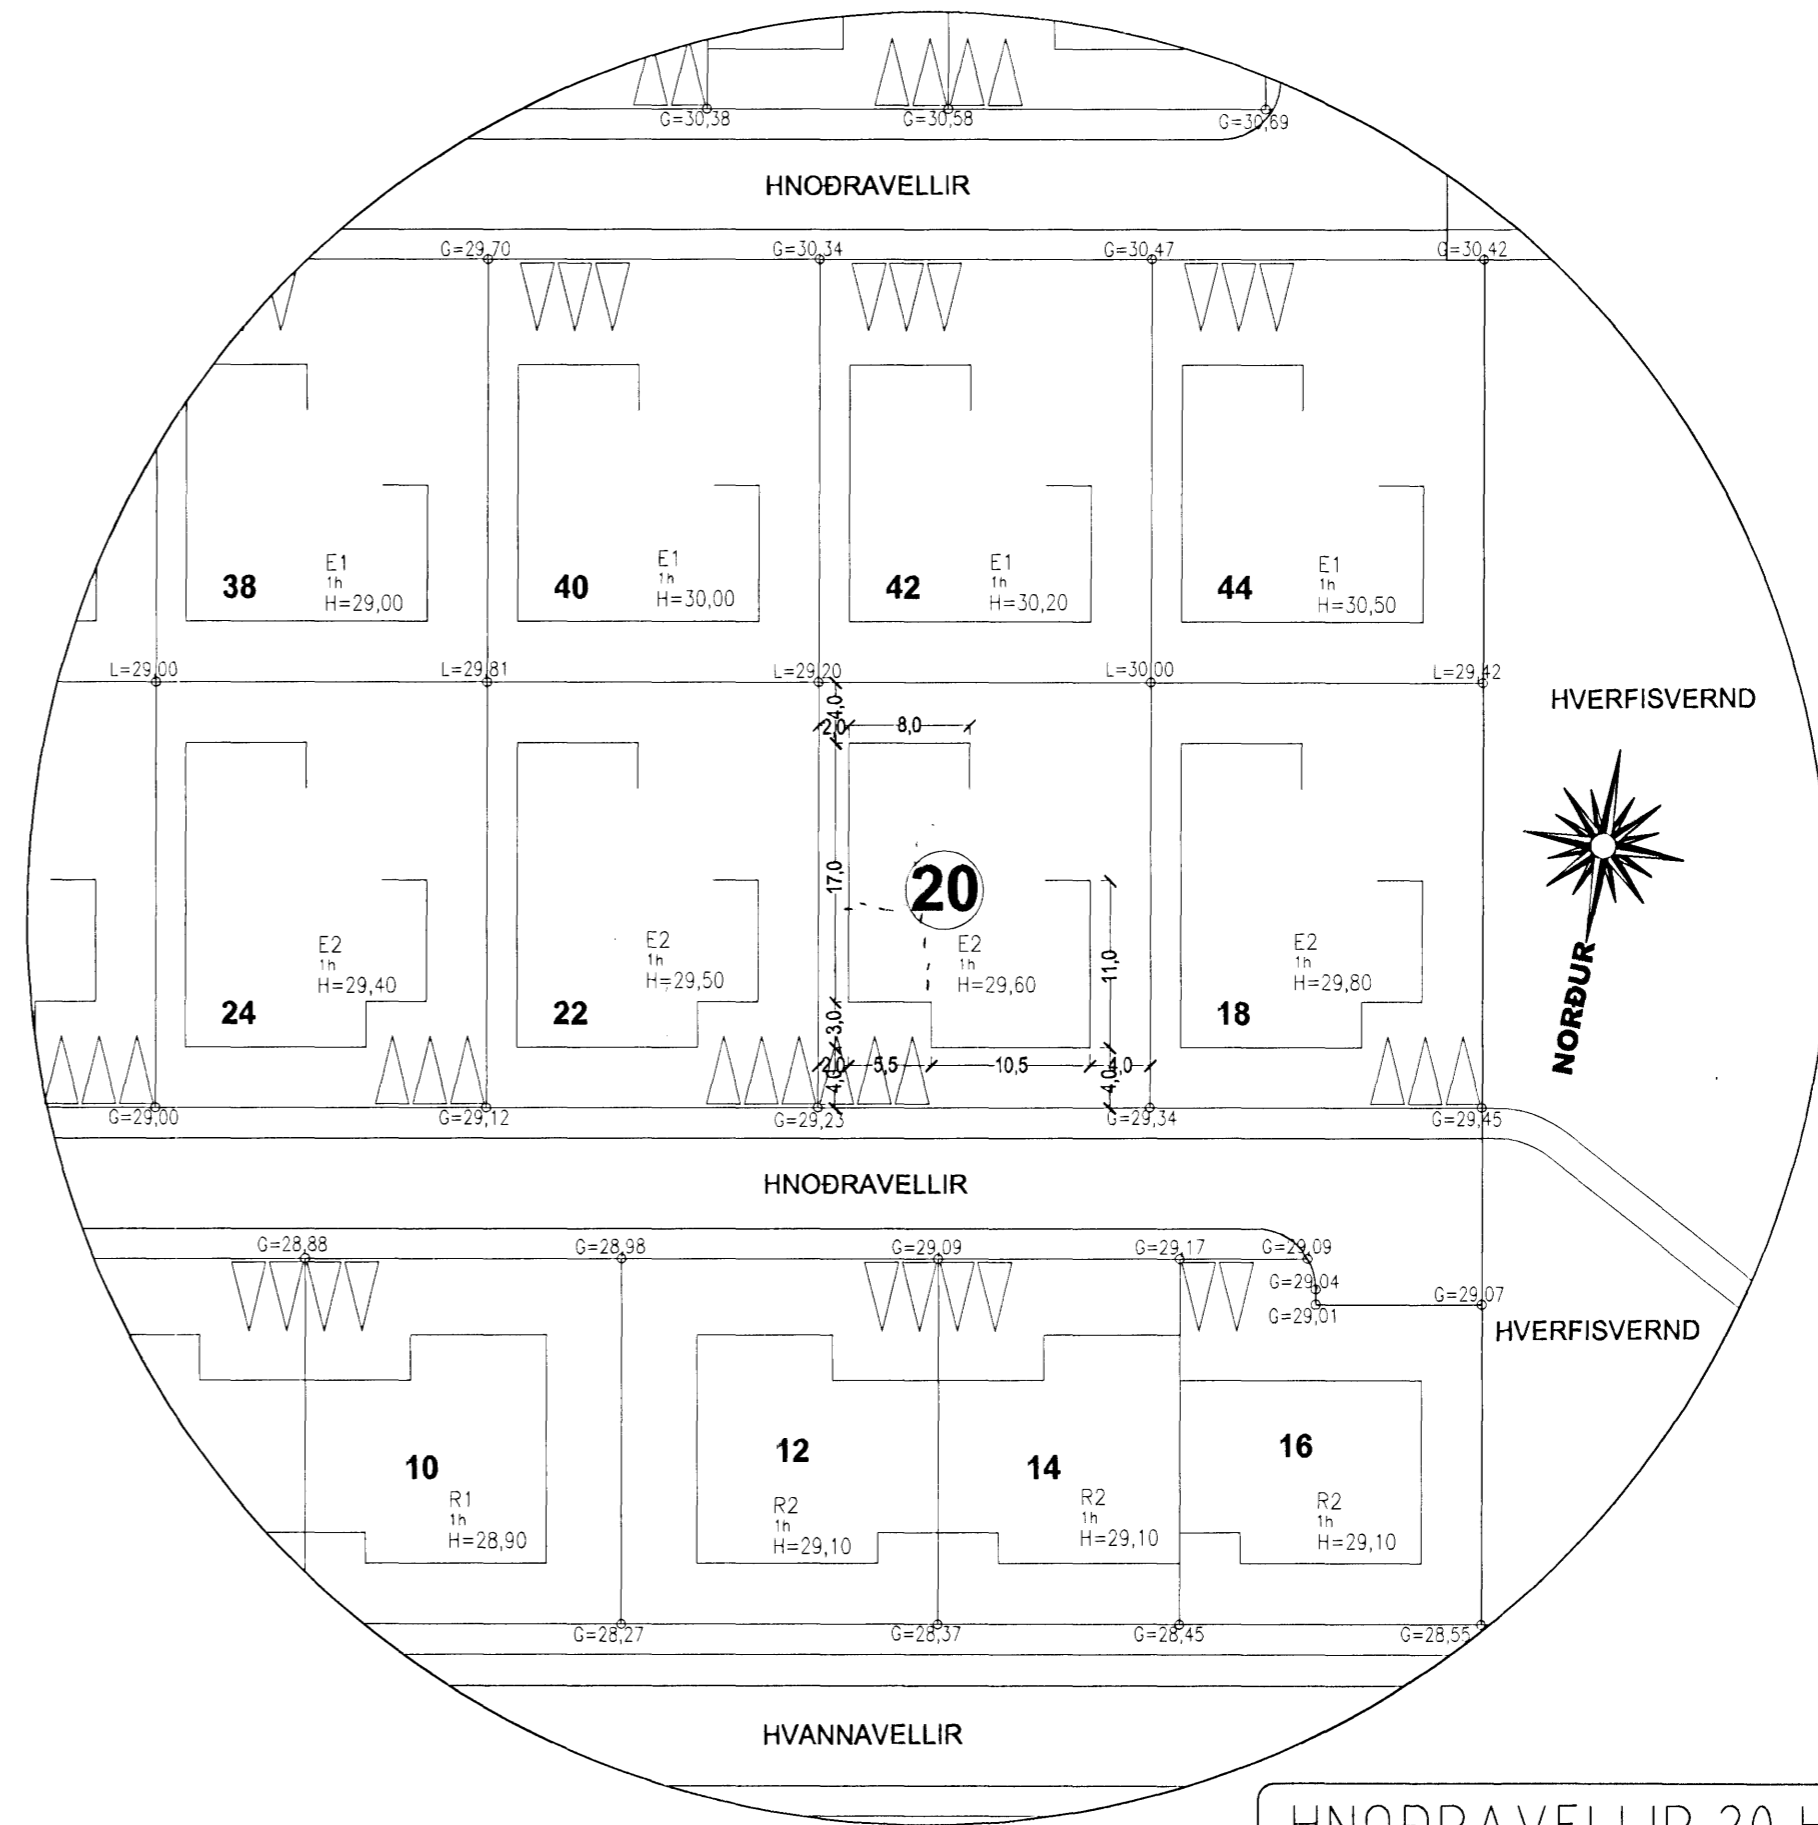 G=30,38 G=30,58 G=30,69
HNOÐRAVELLIR
G=29,70 G=30,34 G=30,47 G=30,42
38 E1 1h H=29,00
40 E1 1h H=30,00
42 E1 1h H=30,20
44 E1 1h H=30,50
L=29,00 L=29,81 L=29,20 L=30,00 L=29,42
HVERFISVERND
4,0
2,0 8,0
17,0
20
11,0
3,0
24 E2 1h H=29,40
22 E2 1h H=29,50
E2 1h H=29,60
18 E2 1h H=29,80
NORÐUR
2,0 5,5 10,5 4,0
4,0 4,0
G=29,00 G=29,12 G=29,23 G=29,34 G=29,45
HNOÐRAVELLIR
G=28,88 G=28,98 G=29,09 G=29,17 G=29,09
G=29,04
G=29,01 G=29,07
HVERFISVERND
10 R1 1h H=28,90
12 R2 1h H=29,10
14 R2 1h H=29,10
16 R2 1h H=29,10
G=28,27 G=28,37 G=28,45 G=28,55
HVANNAVELLIR
HNOÐRAVELLIR 20 H